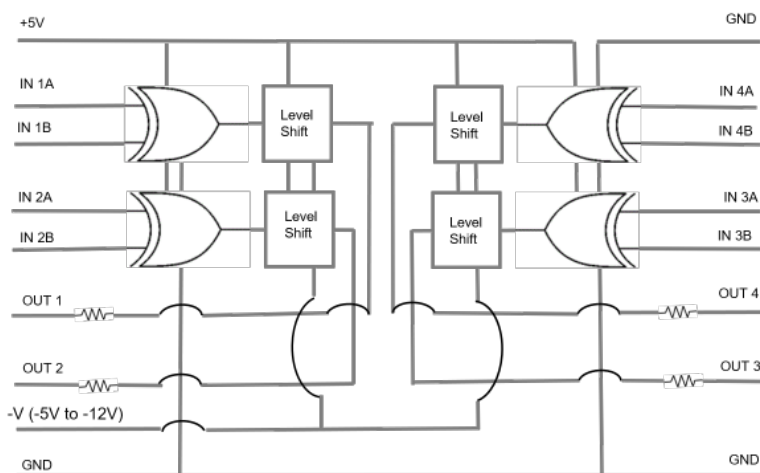 +5V
GND
IN 1A
IN 4A
Level
Shift
Level
Shift
IN 1B
IN 4B
IN 2A
IN 3A
Level
Shift
Level
Shift
IN 2B
IN 3B
OUT 1
OUT 4
OUT 2
OUT 3
-V (-5V to -12V)
GND
GND